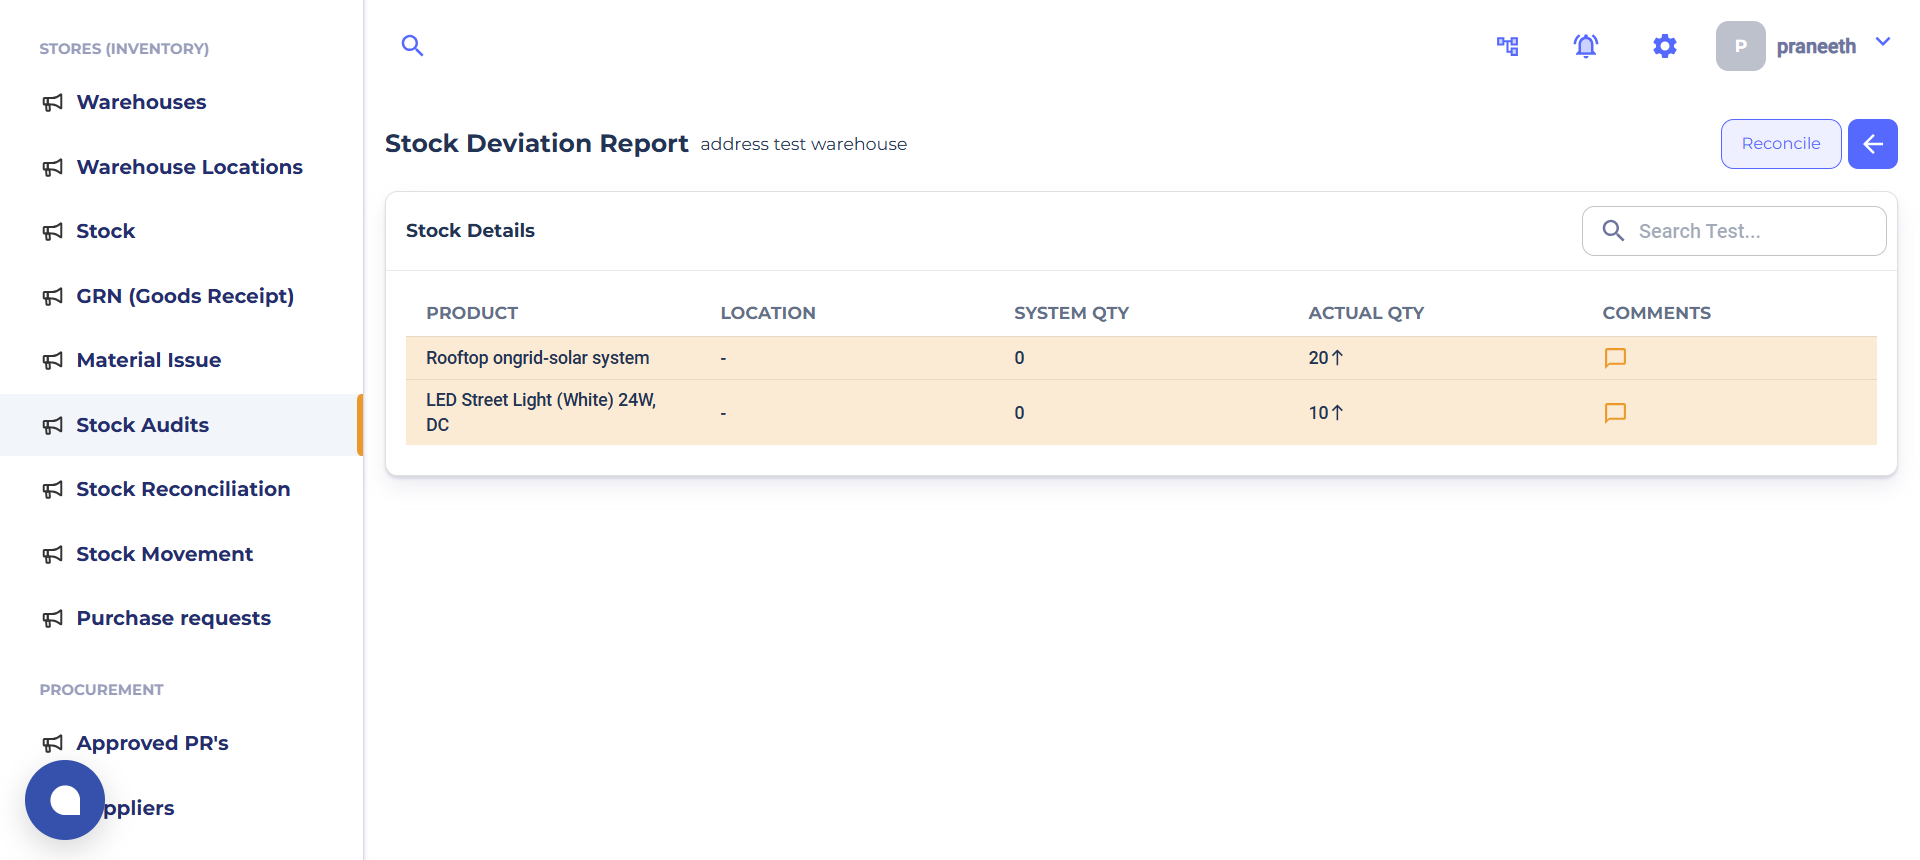 STORES (INVENTORY)
Warehouses
Warehouse Locations
Stock
GRN (Goods Receipt)
Material Issue
Stock Audits
Stock Reconciliation
Stock Movement
Purchase requests
PROCUREMENT
Approved PR's
ppliers
P praneeth
Stock Deviation Report address test warehouse
Reconcile
Stock Details
Search Test...
PRODUCT LOCATION SYSTEM QTY ACTUAL QTY COMMENTS
Rooftop ongrid-solar system - 0 20↑
LED Street Light (White) 24W,
DC - 0 10↑